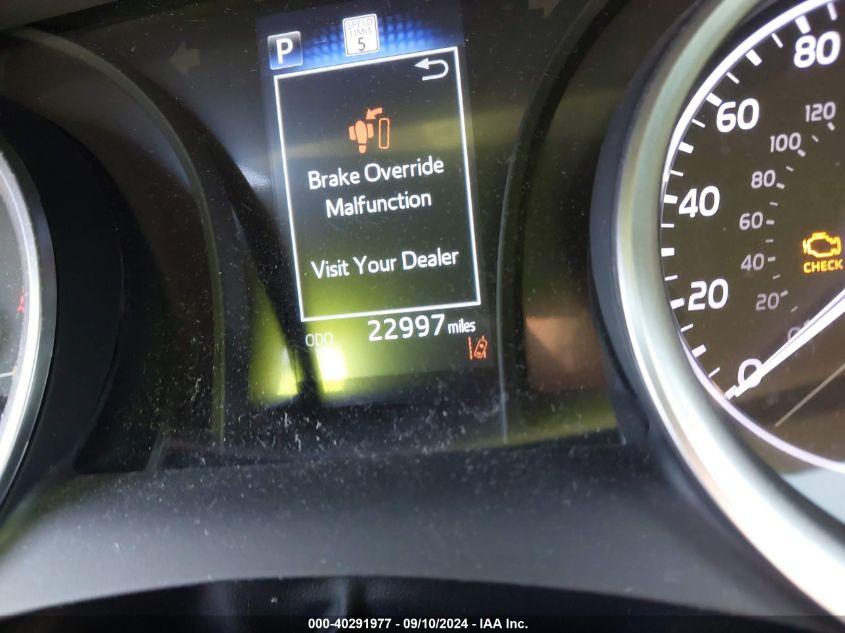 P
SPEED
LIMIT
5
Brake Override
Malfunction
Visit Your Dealer
ODO 22997 miles
80
60
40
20
0
120
100
80
60
40
20
0
CHECK
000-40291977 - 09/10/2024 - IAA Inc.